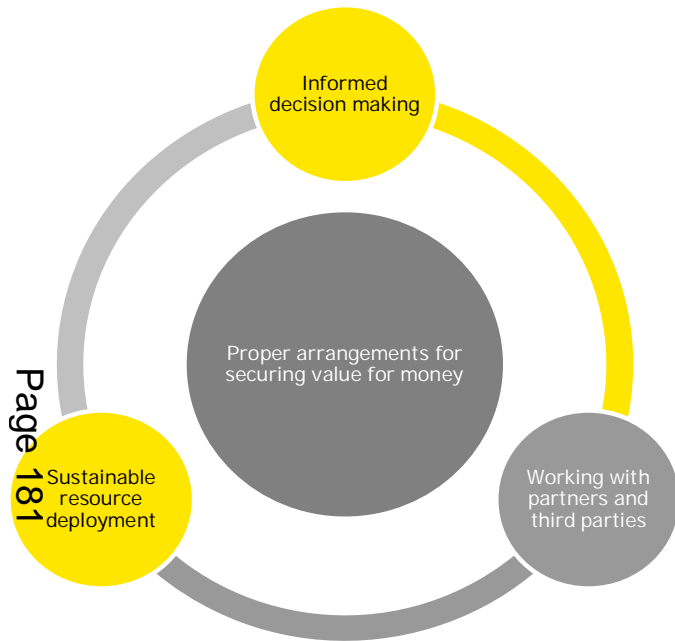 Informed
decision making
Proper arrangements for
securing value for money
Page 181
Sustainable
resource
deployment
Working with
partners and
third parties